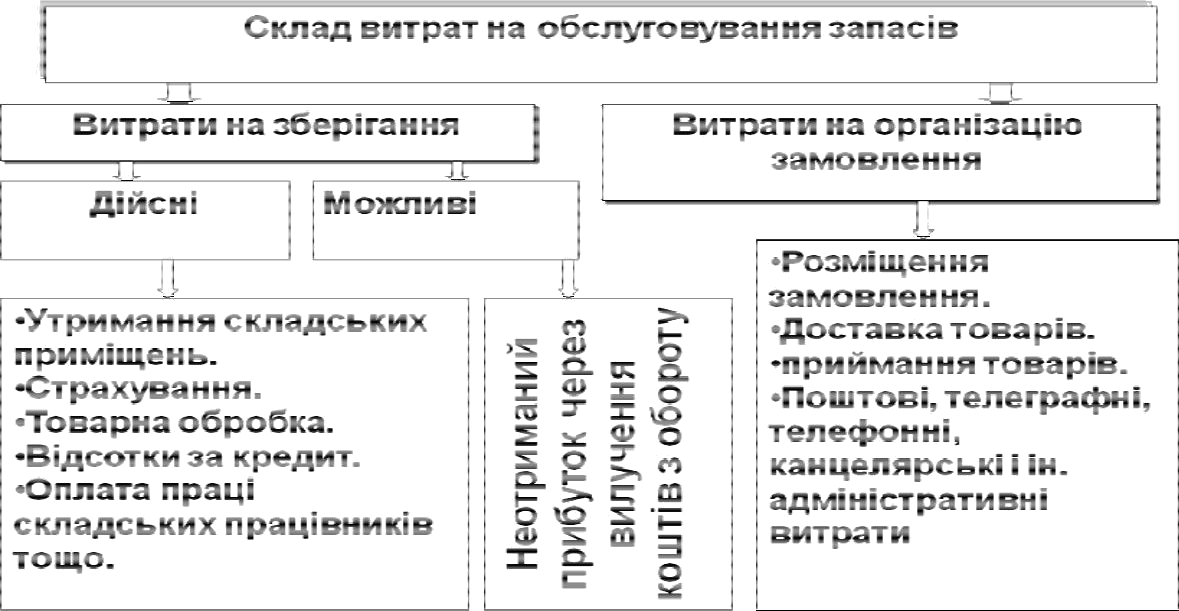 Склад витрат на обслуговування запасів
Витрати на зберігання
Витрати на організацію
замовлення
Дійсні
Можливі
•Утримання складських
приміщень.
•Страхування.
•Товарна обробка.
•Відсотки за кредит.
•Оплата праці
складських працівників
тощо.
Неотриманий
прибуток через
вилучення
коштів з обороту
•Розміщення
замовлення.
•Доставка товарів.
•приймання товарів.
•Поштові, телеграфні,
телефонні,
канцелярські і ін.
адміністративні
витрати